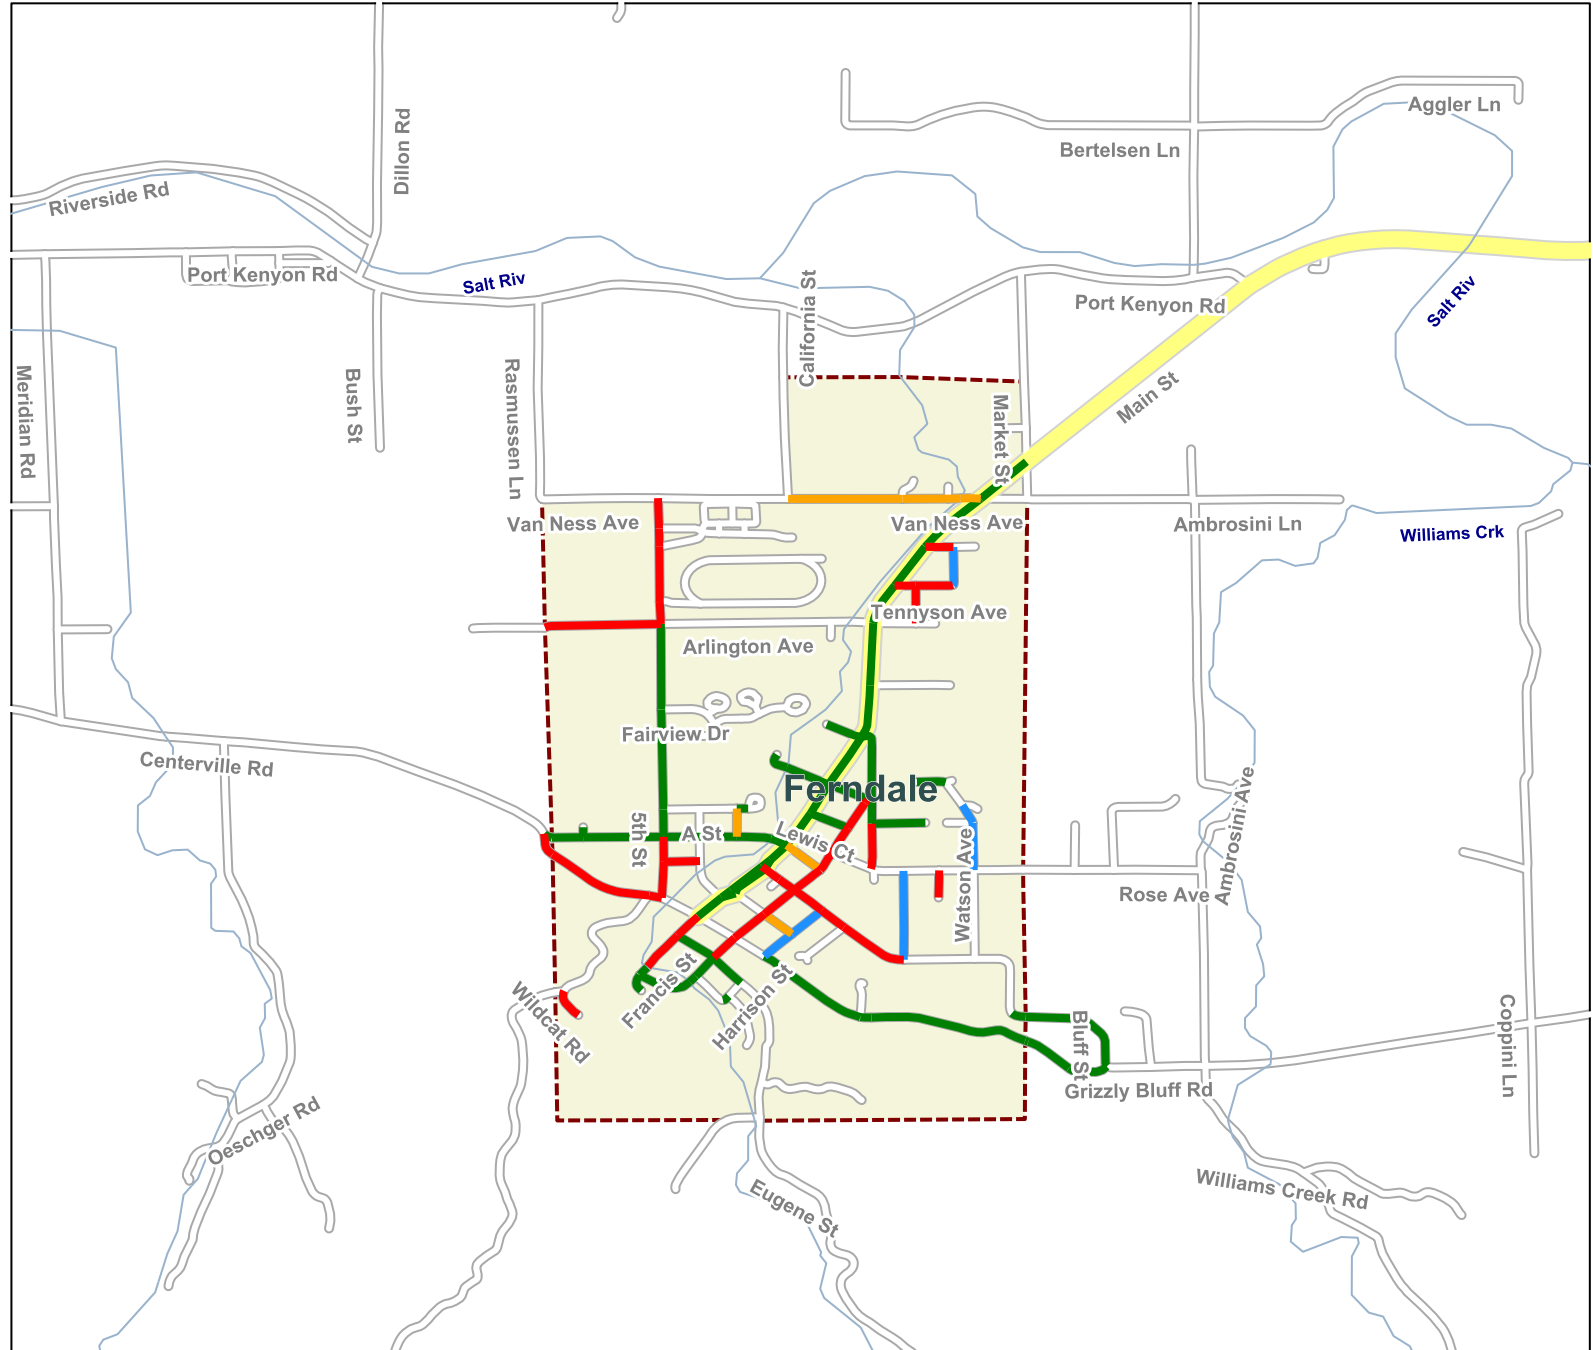 Aggler Ln
Bertelsen Ln
Dillon Rd
Riverside Rd
Port Kenyon Rd
Salt Riv
California St
Port Kenyon Rd
Salt Riv
Meridian Rd
Bush St
Rasmussen Ln
Market St
Main St
Van Ness Ave
Van Ness Ave
Ambrosini Ln
Williams Crk
Tennyson Ave
Arlington Ave
Fairview Dr
Centerville Rd
Ferndale
5th St
A St
Lewis Ct
Watson Ave
Ambrosini Ave
Rose Ave
Wildcat Rd
Francis St
Harrison St
Bluff St
Grizzly Bluff Rd
Coppini Ln
Oeschger Rd
Eugene St
Williams Creek Rd